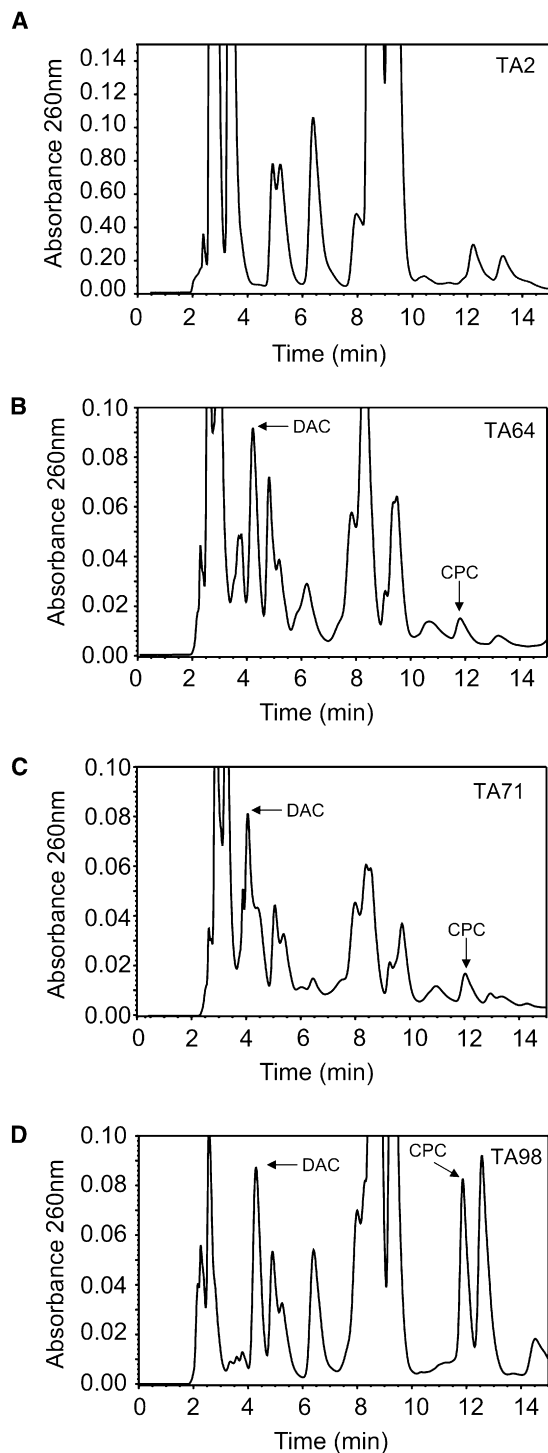 A
TA2
0.14
0.12
0.10
0.80
0.60
0.40
0.20
0.00
Absorbance 260nm
0 2 4 6 8 10 12 14
Time (min)
B
TA64
DAC
CPC
0.10
0.08
0.06
0.04
0.02
0.00
Absorbance 260nm
0 2 4 6 8 10 12 14
Time (min)
C
TA71
DAC
CPC
0.10
0.08
0.06
0.04
0.02
0.00
Absorbance 260nm
0 2 4 6 8 10 12 14
Time (min)
D
TA98
DAC
CPC
0.10
0.08
0.06
0.04
0.02
0.00
Absorbance 260nm
0 2 4 6 8 10 12 14
Time (min)